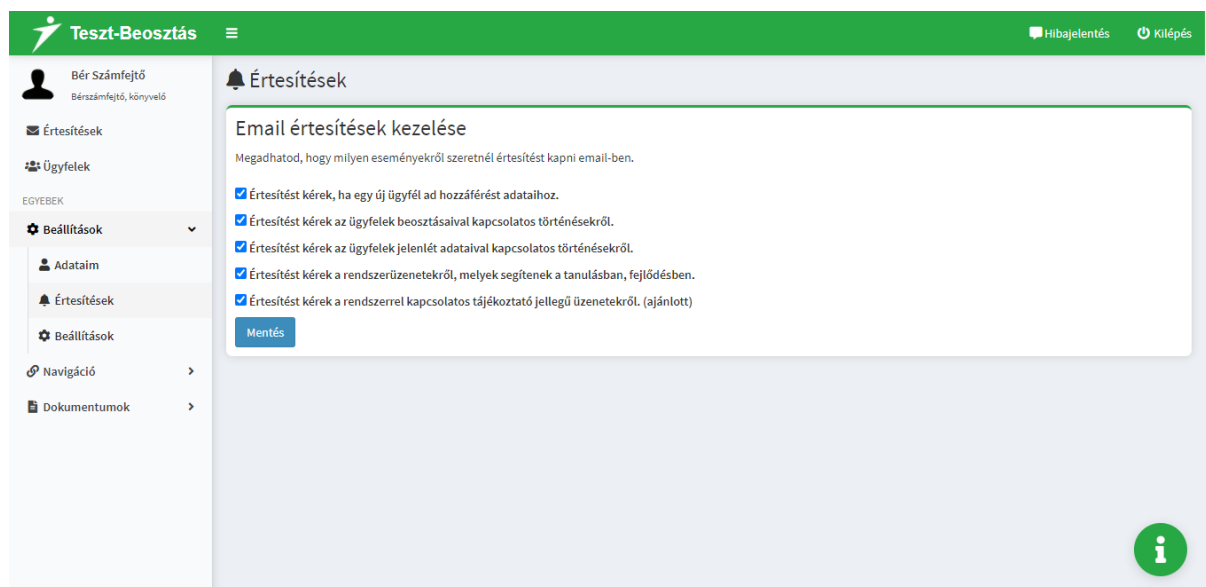 Teszt-Beosztás
Hibajelentés
Kilépés
Bér Számfejtő
Bérszámfejtő, könyvelő
Értesítések
Ügyfelek
EGYEBEK
Beállítások
Adataim
Értesítések
Beállítások
Navigáció
Dokumentumok
Értesítések
Email értesítések kezelése
Megadhatod, hogy milyen eseményekről szeretnél értesítést kapni email-ben.
Értesítést kérek, ha egy új ügyfél ad hozzáférést adataihoz.
Értesítést kérek az ügyfelek beosztásaival kapcsolatos történésekről.
Értesítést kérek az ügyfelek jelenlét adataival kapcsolatos történésekről.
Értesítést kérek a rendszerüzenetekről, melyek segítenek a tanulásban, fejlődésben.
Értesítést kérek a rendszerrel kapcsolatos tájékoztató jellegű üzenetekről. (ajánlott)
Mentés